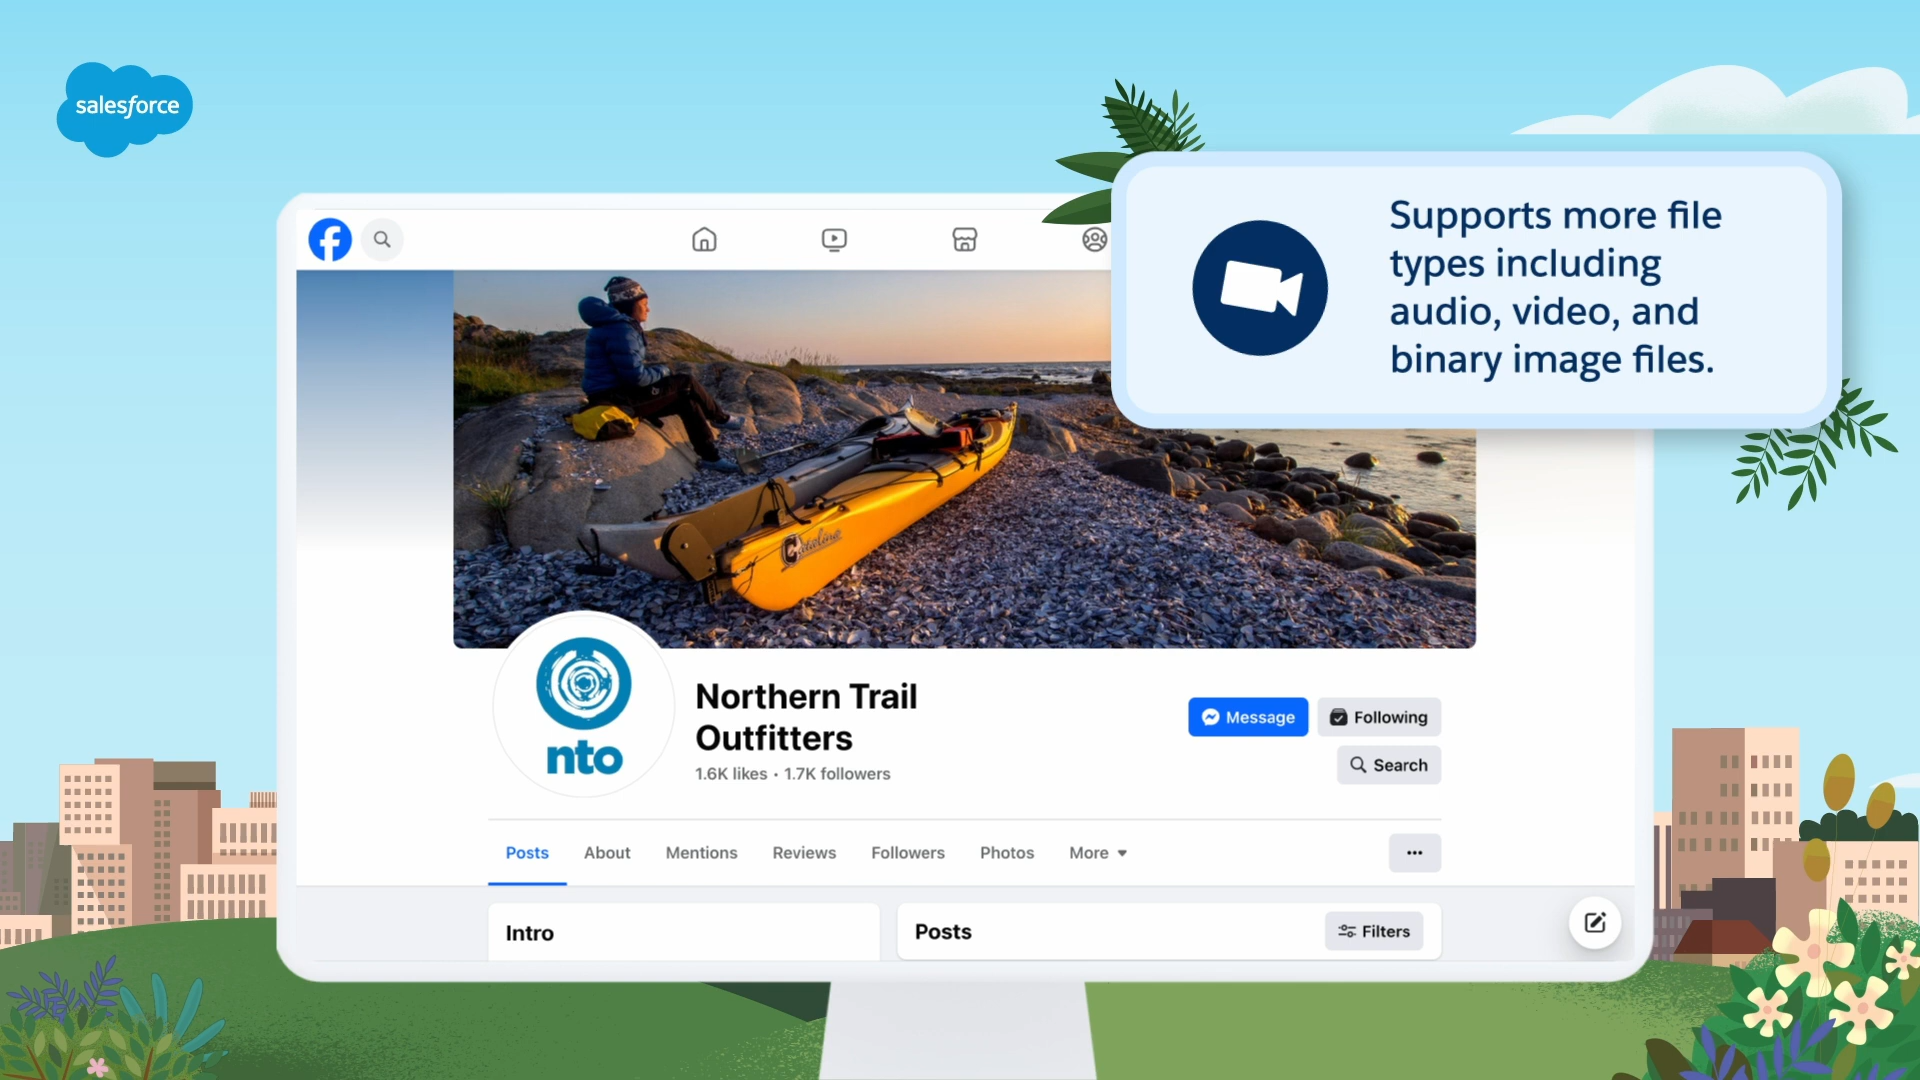 salesforce
Supports more file
types including
audio, video, and
binary image files.
Catalina
nto
Northern Trail
Outfitters
1.6K likes • 1.7K followers
Message
Following
Search
Posts
About
Mentions
Reviews
Followers
Photos
More
Intro
Posts
Filters